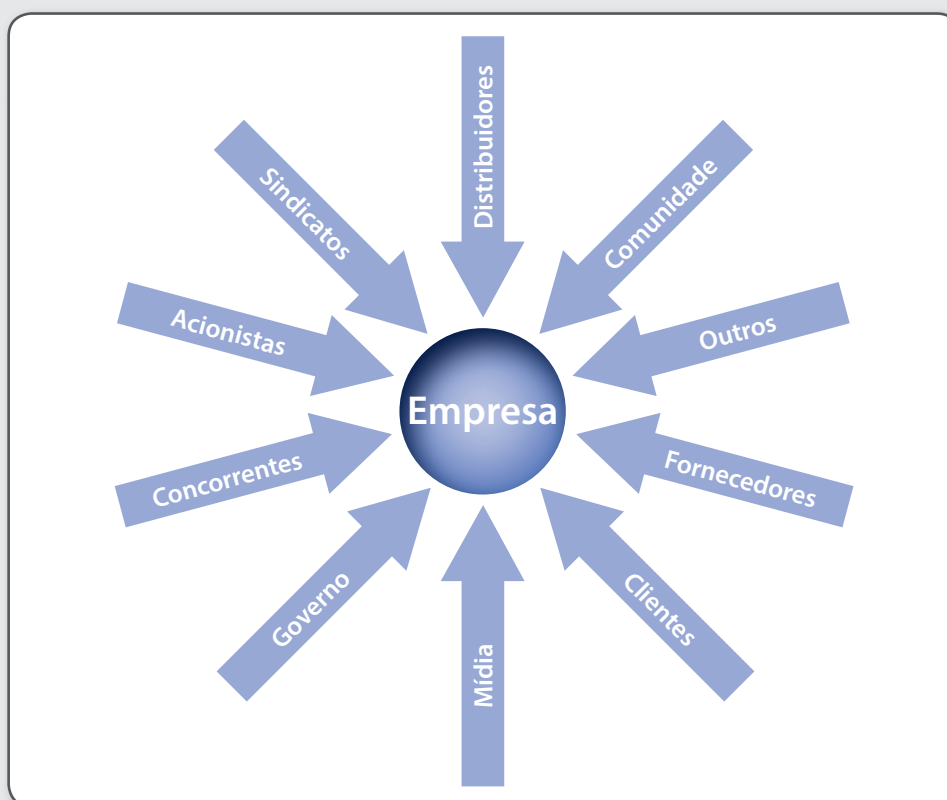 Distribuidores
Sindicatos
Comunidade
Acionistas
Outros
Empresa
Concorrentes
Fornecedores
Governo
Clientes
Mídia